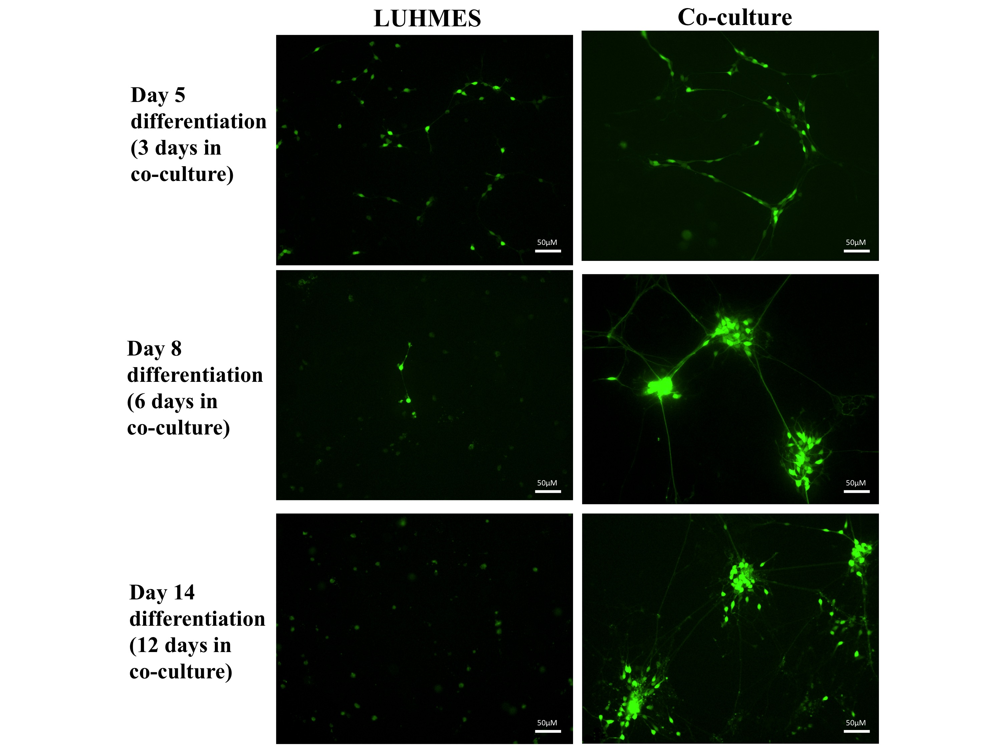 LUHMES
Co-culture
Day 5
differentiation
(3 days in
co-culture)
50µM
50µM
Day 8
differentiation
(6 days in
co-culture)
50µM
50µM
Day 14
differentiation
(12 days in
co-culture)
50µM
50µM